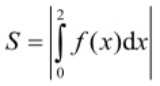 S = |∫₀² f(x)dx|